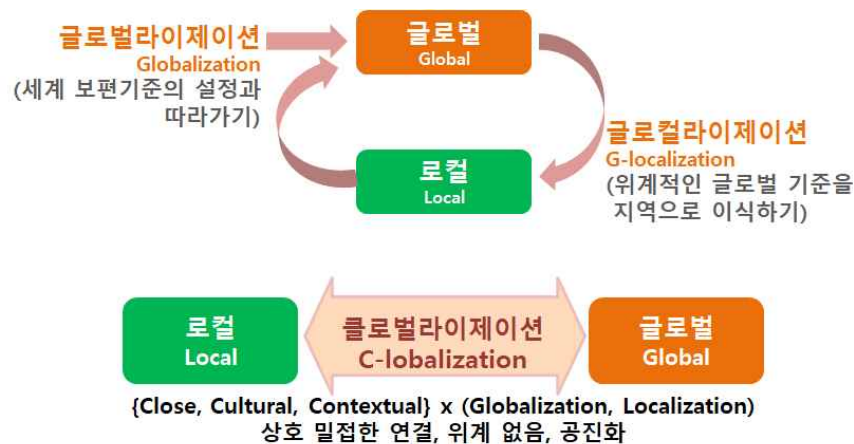 글로벌라이제이션
Globalization
(세계 보편기준의 설정과
따라가기)
글로벌
Global
로컬
Local
글로컬라이제이션
G-localization
(위계적인 글로벌 기준을
지역으로 이식하기)
로컬
Local
클로벌라이제이션
C-lobalization
글로벌
Global
{Close, Cultural, Contextual} x (Globalization, Localization)
상호 밀접한 연결, 위계 없음, 공진화